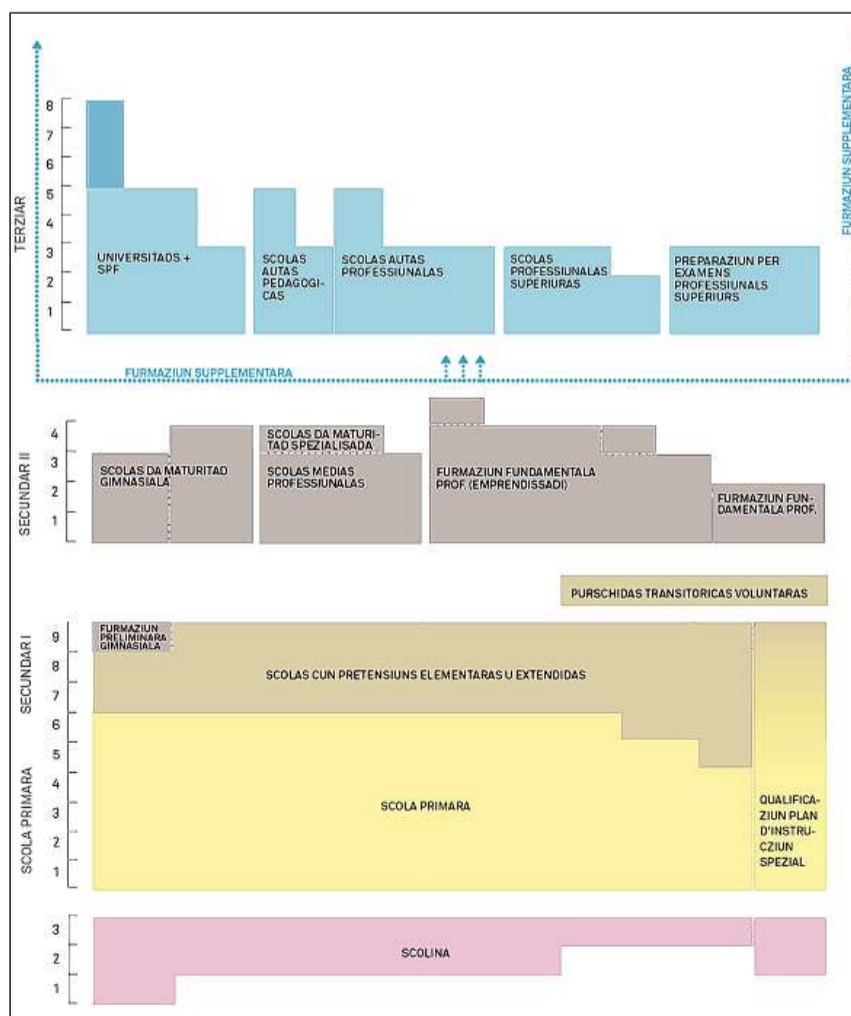 8
7
6
5
4
3
2
1
TERZIAR
UNIVERSITADS +
SPF
SCOLAS
AUTAS
PEDAGOGI-
CAS
SCOLAS AUTAS
PROFESSIUNALAS
SCOLAS
PROFESSIUNALAS
SUPERIURAS
PREPARAZIUN PER
EXAMENS
PROFESSIUNALS
SUPERIURS
FURMAZIUN SUPPLEMENTARA
FURMAZIUN SUPPLEMENTARA
4
3
2
1
SECUNDAR II
SCOLAS DA MATURITAD
GIMNASIALA
SCOLAS DA MATURI-
TAD SPEZIALISADA
SCOLAS MEDIAS
PROFESSIUNALAS
FURMAZIUN FUNDAMENTALA
PROF. (EMPRENDISSADI)
FURMAZIUN FUN-
DAMENTALA PROF.
PURSCHIDAS TRANSITORICAS VOLUNTARAS
9
8
7
6
5
4
3
2
1
SECUNDAR I
SCOLA PRIMARA
FURMAZIUN
PRELIMINARA
GIMNASIALA
SCOLAS CUN PRETENSIUNS ELEMENTARAS U EXTENDIDAS
SCOLA PRIMARA
QUALIFICA-
ZIUN PLAN
D'INSTRU-
CZIUN
SPEZIAL
3
2
1
SCOLINA